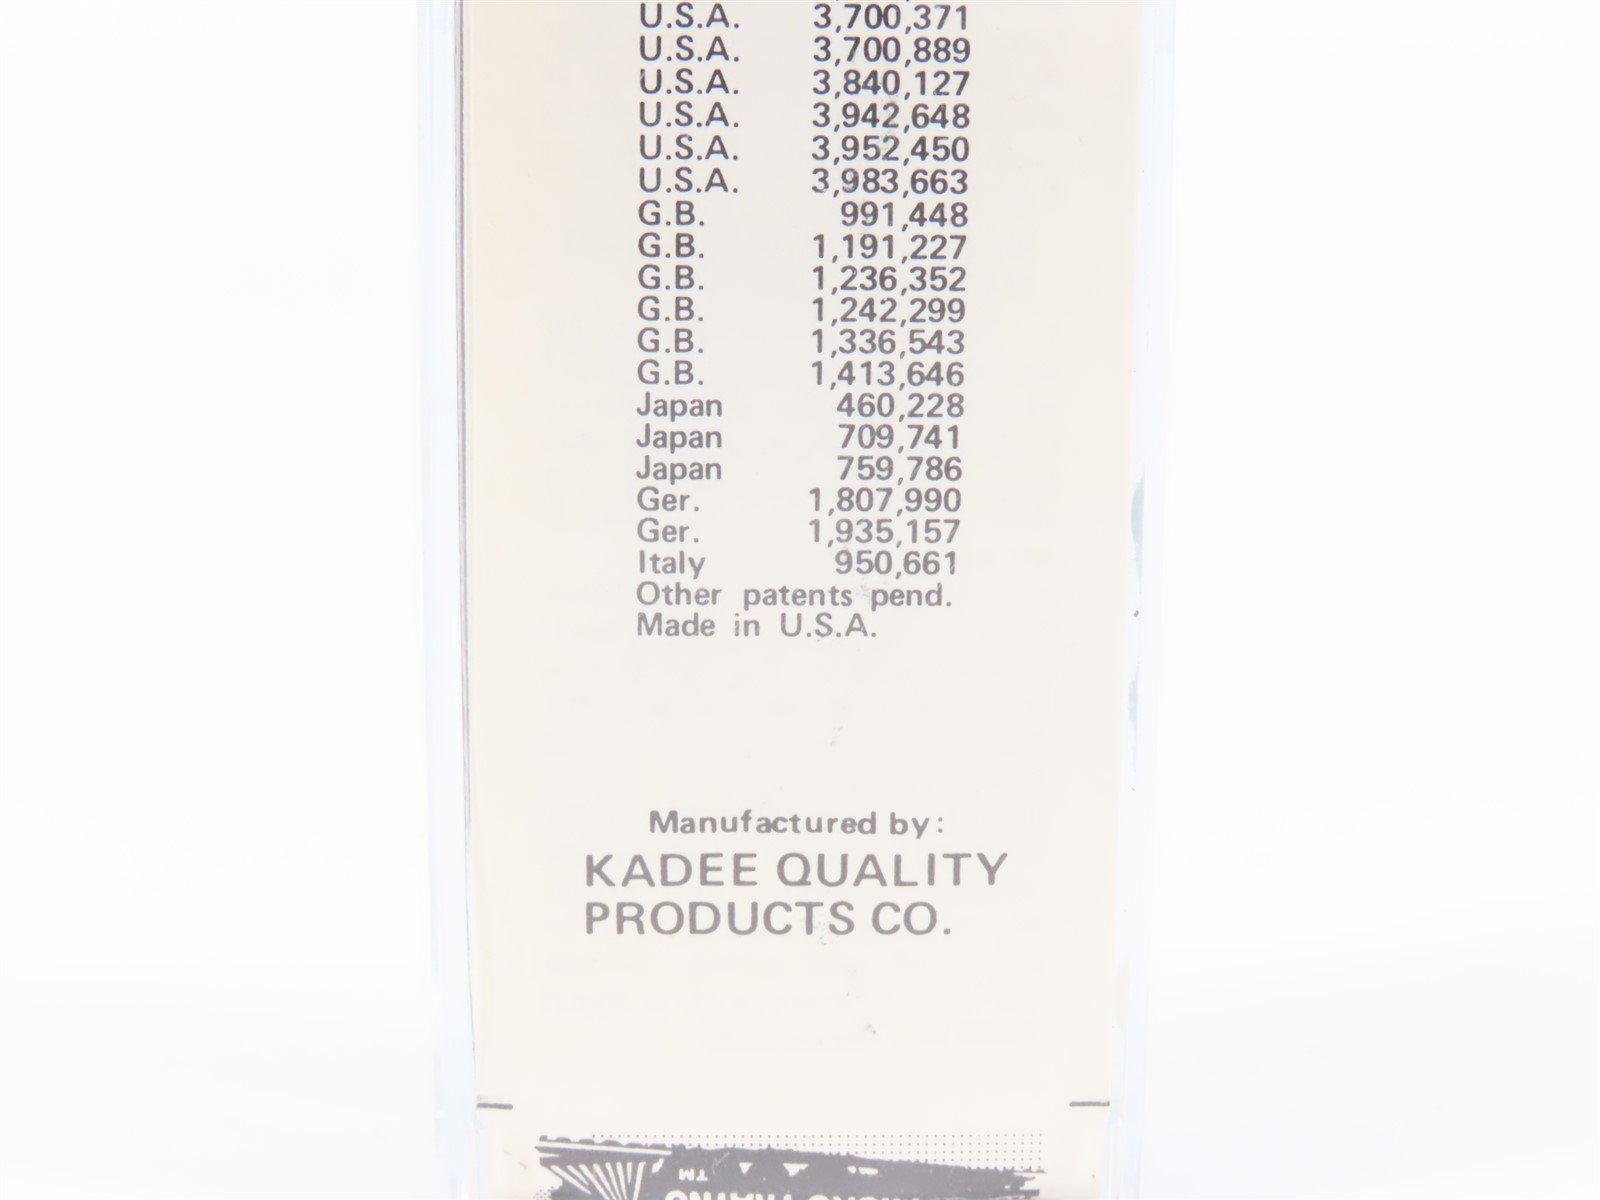 U.S.A. 3,700,371
U.S.A. 3,700,889
U.S.A. 3,840,127
U.S.A. 3,942,648
U.S.A. 3,952,450
U.S.A. 3,983,663
G.B. 991,448
G.B. 1,191,227
G.B. 1,236,352
G.B. 1,242,299
G.B. 1,336,543
G.B. 1,413,646
Japan 460,228
Japan 709,741
Japan 759,786
Ger. 1,807,990
Ger. 1,935,157
Italy 950,661
Other patents pend.
Made in U.S.A.
Manufactured by:
KADEE QUALITY
PRODUCTS CO.
TM